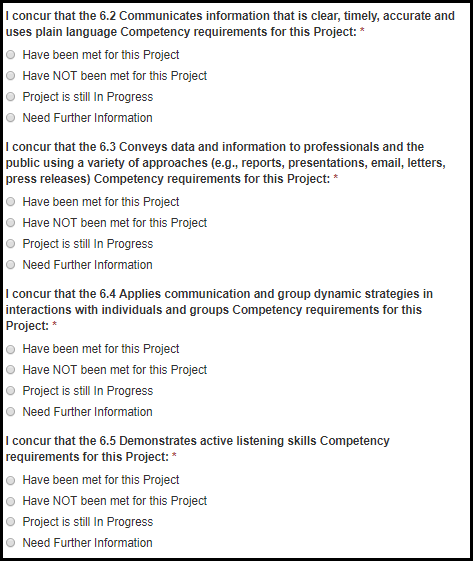 I concur that the 6.2 Communicates information that is clear, timely, accurate and
uses plain language Competency requirements for this Project: *
Have been met for this Project
Have NOT been met for this Project
Project is still In Progress
Need Further Information
I concur that the 6.3 Conveys data and information to professionals and the
public using a variety of approaches (e.g., reports, presentations, email, letters,
press releases) Competency requirements for this Project: *
Have been met for this Project
Have NOT been met for this Project
Project is still In Progress
Need Further Information
I concur that the 6.4 Applies communication and group dynamic strategies in
interactions with individuals and groups Competency requirements for this
Project: *
Have been met for this Project
Have NOT been met for this Project
Project is still In Progress
Need Further Information
I concur that the 6.5 Demonstrates active listening skills Competency
requirements for this Project: *
Have been met for this Project
Have NOT been met for this Project
Project is still In Progress
Need Further Information